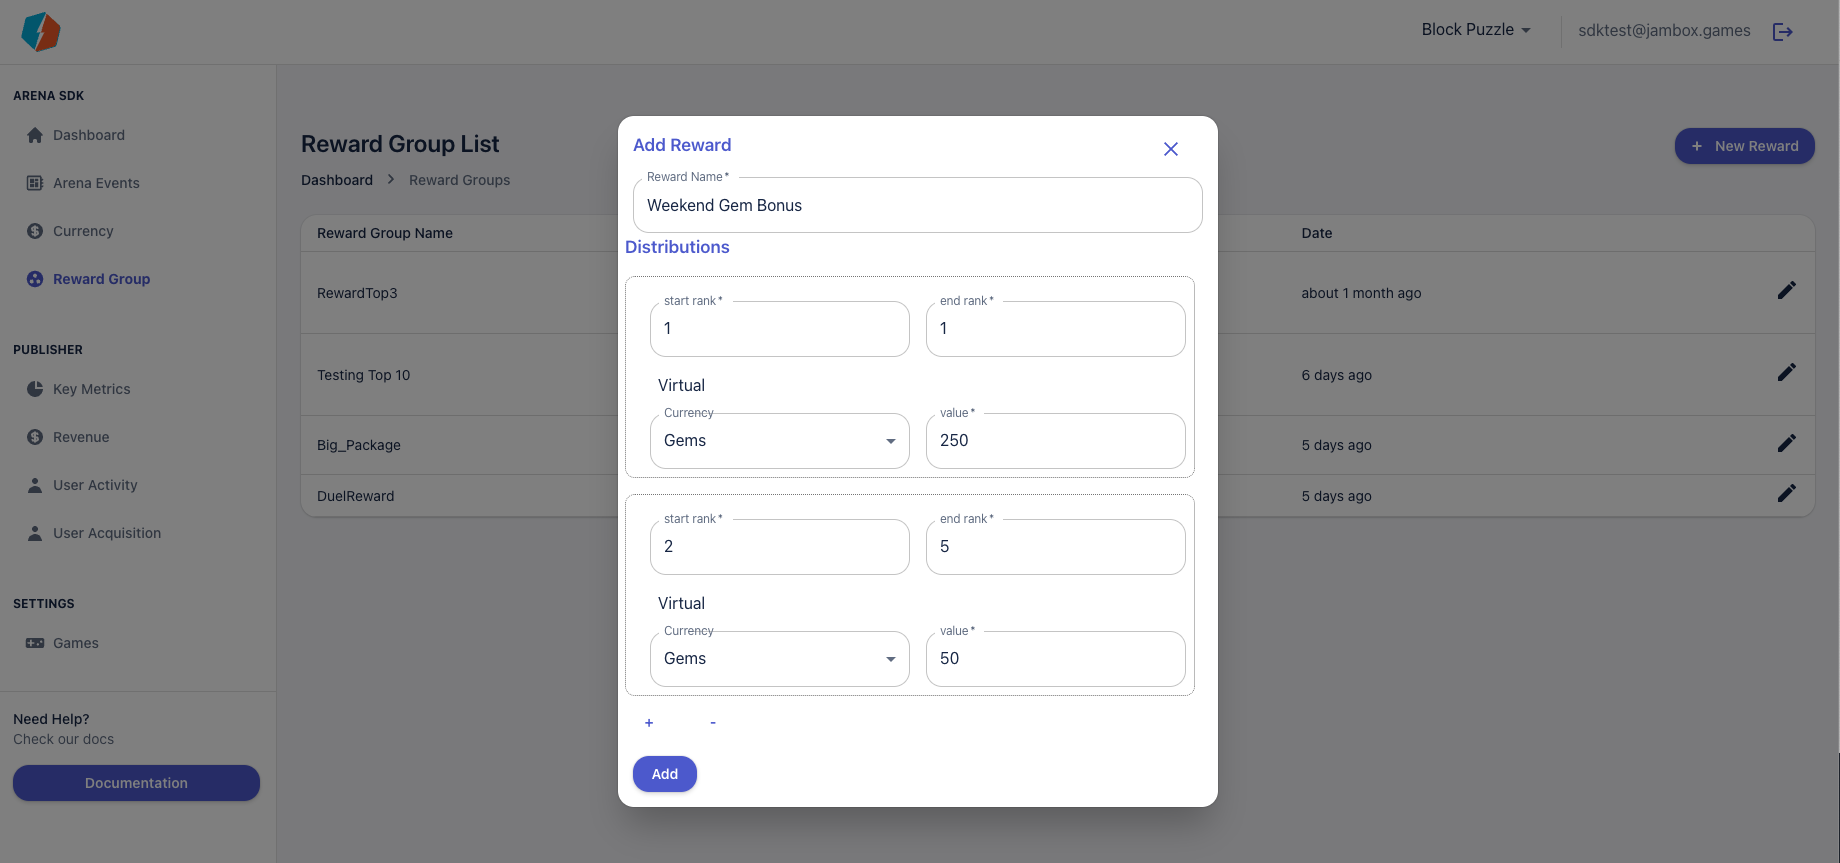 Block Puzzle
sdktest@jambox.games
ARENA SDK
Dashboard
Arena Events
Currency
Reward Group
PUBLISHER
Key Metrics
Revenue
User Activity
User Acquisition
SETTINGS
Games
Need Help?
Check our docs
Documentation
Reward Group List
Dashboard > Reward Groups
+ New Reward
Reward Group Name Date
RewardTop3 about 1 month ago
Testing Top 10 6 days ago
Big_Package 5 days ago
DuelReward 5 days ago
Add Reward
Reward Name *
Weekend Gem Bonus
Distributions
start rank * end rank *
1 1
Virtual
Currency value *
Gems 250
start rank * end rank *
2 5
Virtual
Currency value *
Gems 50
+ -
Add